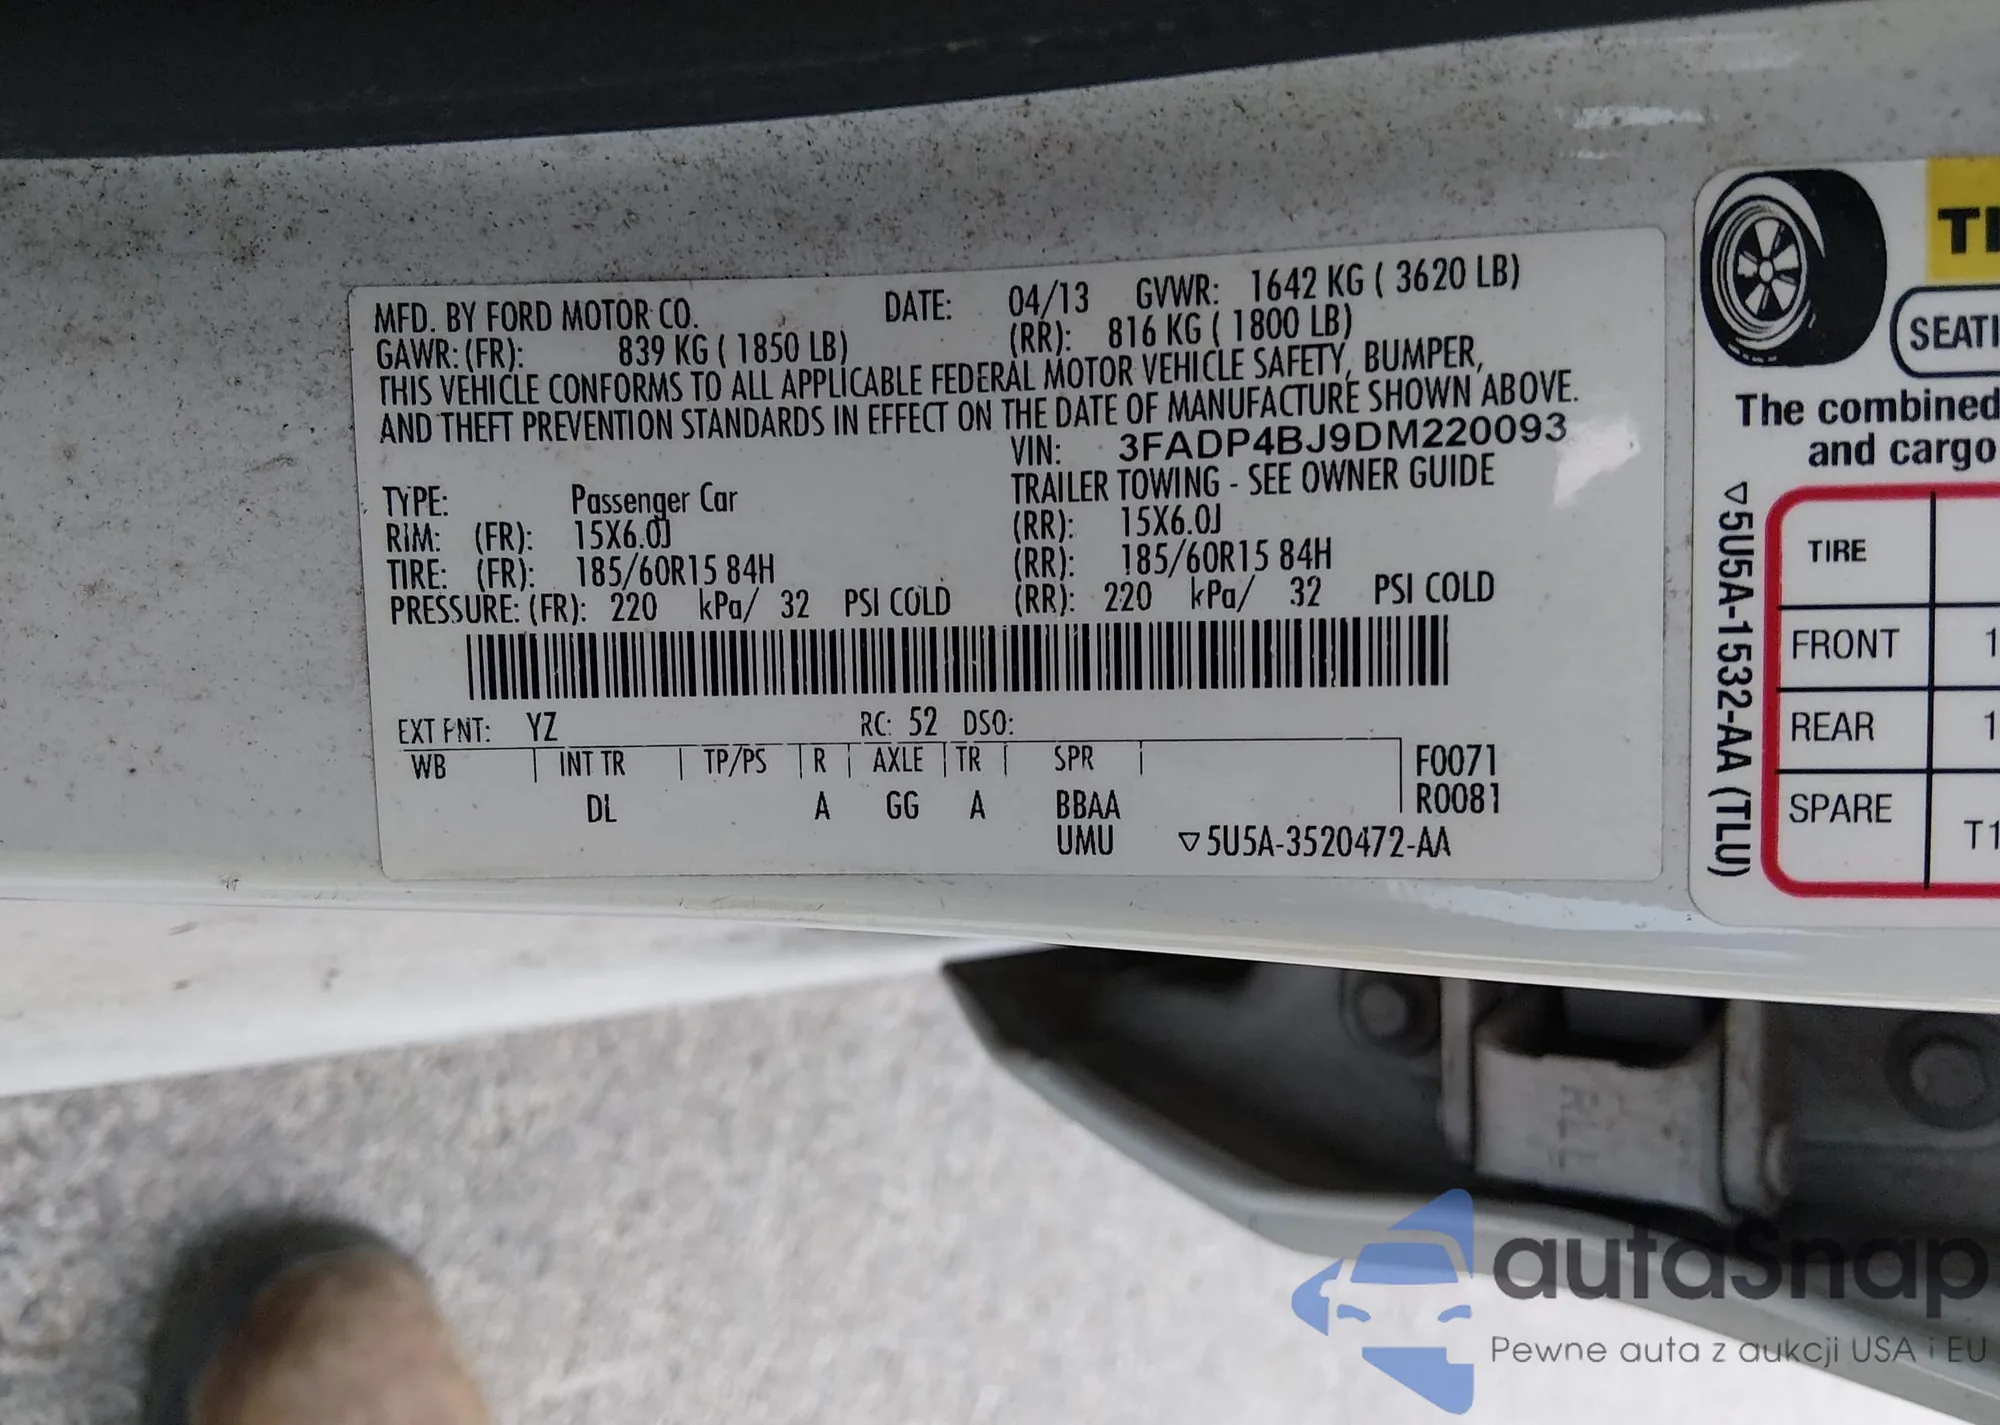 MFD. BY FORD MOTOR CO. DATE: 04/13 GVWR: 1642 KG ( 3620 LB)
GAWR: (FR): 839 KG ( 1850 LB) (RR): 816 KG ( 1800 LB)
THIS VEHICLE CONFORMS TO ALL APPLICABLE FEDERAL MOTOR VEHICLE SAFETY, BUMPER,
AND THEFT PREVENTION STANDARDS IN EFFECT ON THE DATE OF MANUFACTURE SHOWN ABOVE.
VIN: 3FADP4BJ9DM220093
TYPE: Passenger Car TRAILER TOWING - SEE OWNER GUIDE
RIM: (FR): 15X6.0J (RR): 15X6.0J
TIRE: (FR): 185/60R15 84H (RR): 185/60R15 84H
PRESSURE: (FR): 220 kPa/ 32 PSI COLD (RR): 220 kPa/ 32 PSI COLD
EXT PNT: YZ RC: 52 DSO:
WB INT TR TP/PS R AXLE TR SPR F0071
DL A GG A BBAA R0081
UMU ▽5U5A-3520472-AA
TI
SEATI
The combined
and cargo
▽5U5A-1532-AA (TLU)
TIRE
FRONT 1
REAR 1
SPARE T1
RLL
autaSnap
Pewne auta z aukcji USA i EU